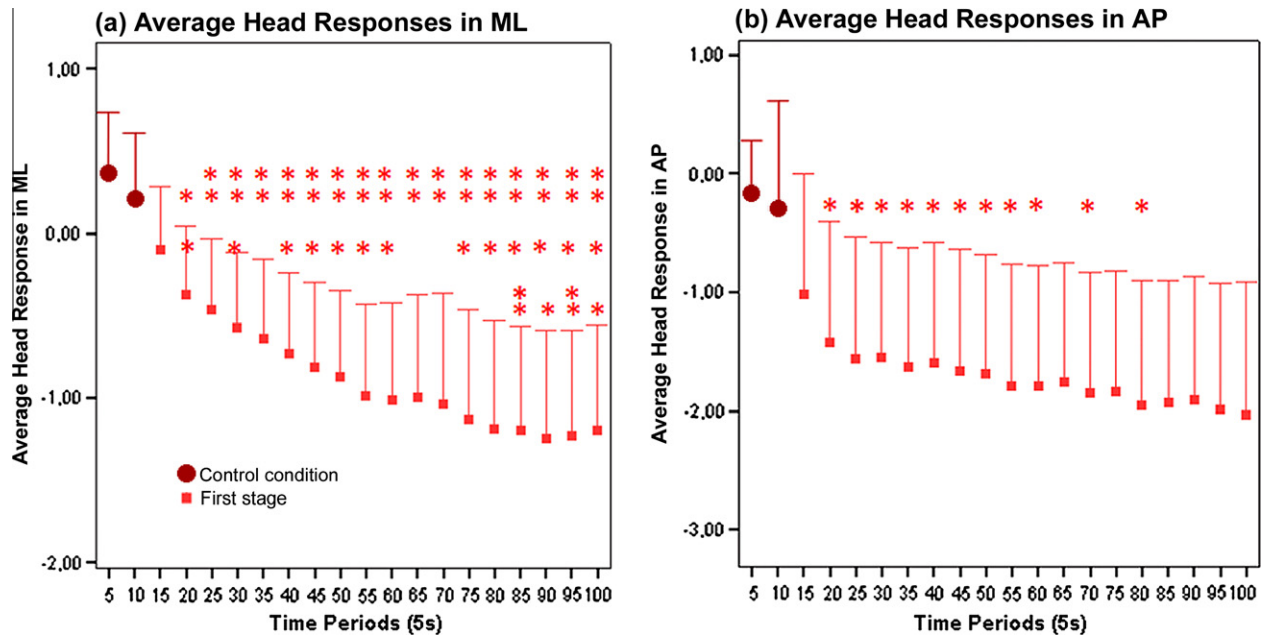 (a) Average Head Responses in ML
Average Head Response in ML
1.00
0.00
-1.00
-2.00
* * * * * * * * * * * * * * * *
* * * * * * * * * * * * * * * * *
* * * * * * * * * * * * *
* *
* * * *
Control condition
First stage
5 10 15 20 25 30 35 40 45 50 55 60 65 70 75 80 85 90 95 100
Time Periods (5s)
(b) Average Head Responses in AP
Average Head Response in AP
1.00
0.00
-1.00
-2.00
-3.00
* * * * * * * * * * *
5 10 15 20 25 30 35 40 45 50 55 60 65 70 75 80 85 90 95 100
Time Periods (5s)